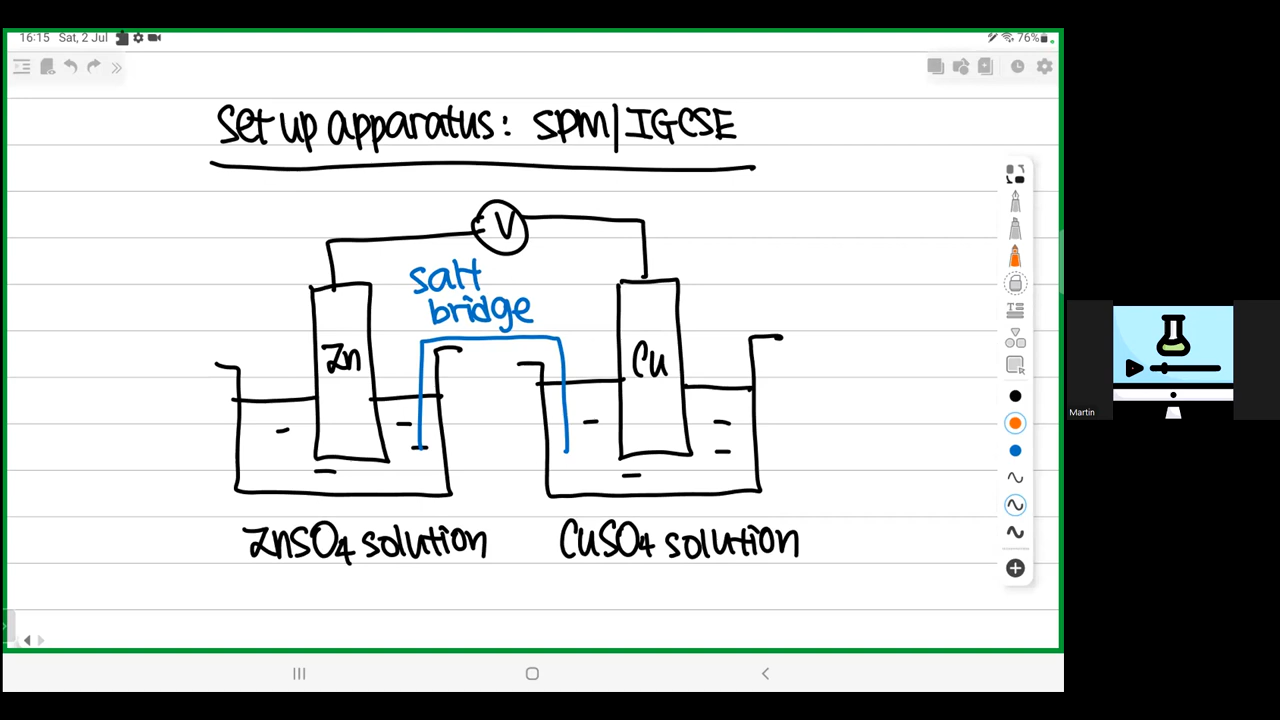 16:15 Sat, 2 Jul
76%
Set up apparatus: SPM/IGCSE
V
salt
bridge
Zn
Cu
Martin
ZnSO4 solution
CuSO4 solution